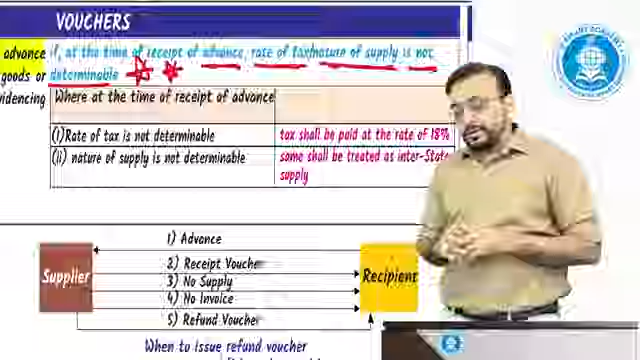 VOUCHERS
advance
goods or
videncing
if, at the time of receipt of advance, rate of tax/nature of supply is not
determinable
Where at the time of receipt of advance
(i)Rate of tax is not determinable
tax shall be paid at the rate of 18%
(ii) nature of supply is not determinable
same shall be treated as inter-State
supply
1) Advance
2) Receipt Voucher
3) No Supply
4) No Invoice
5) Refund Voucher
Supplier
Recipient
When to issue refund voucher